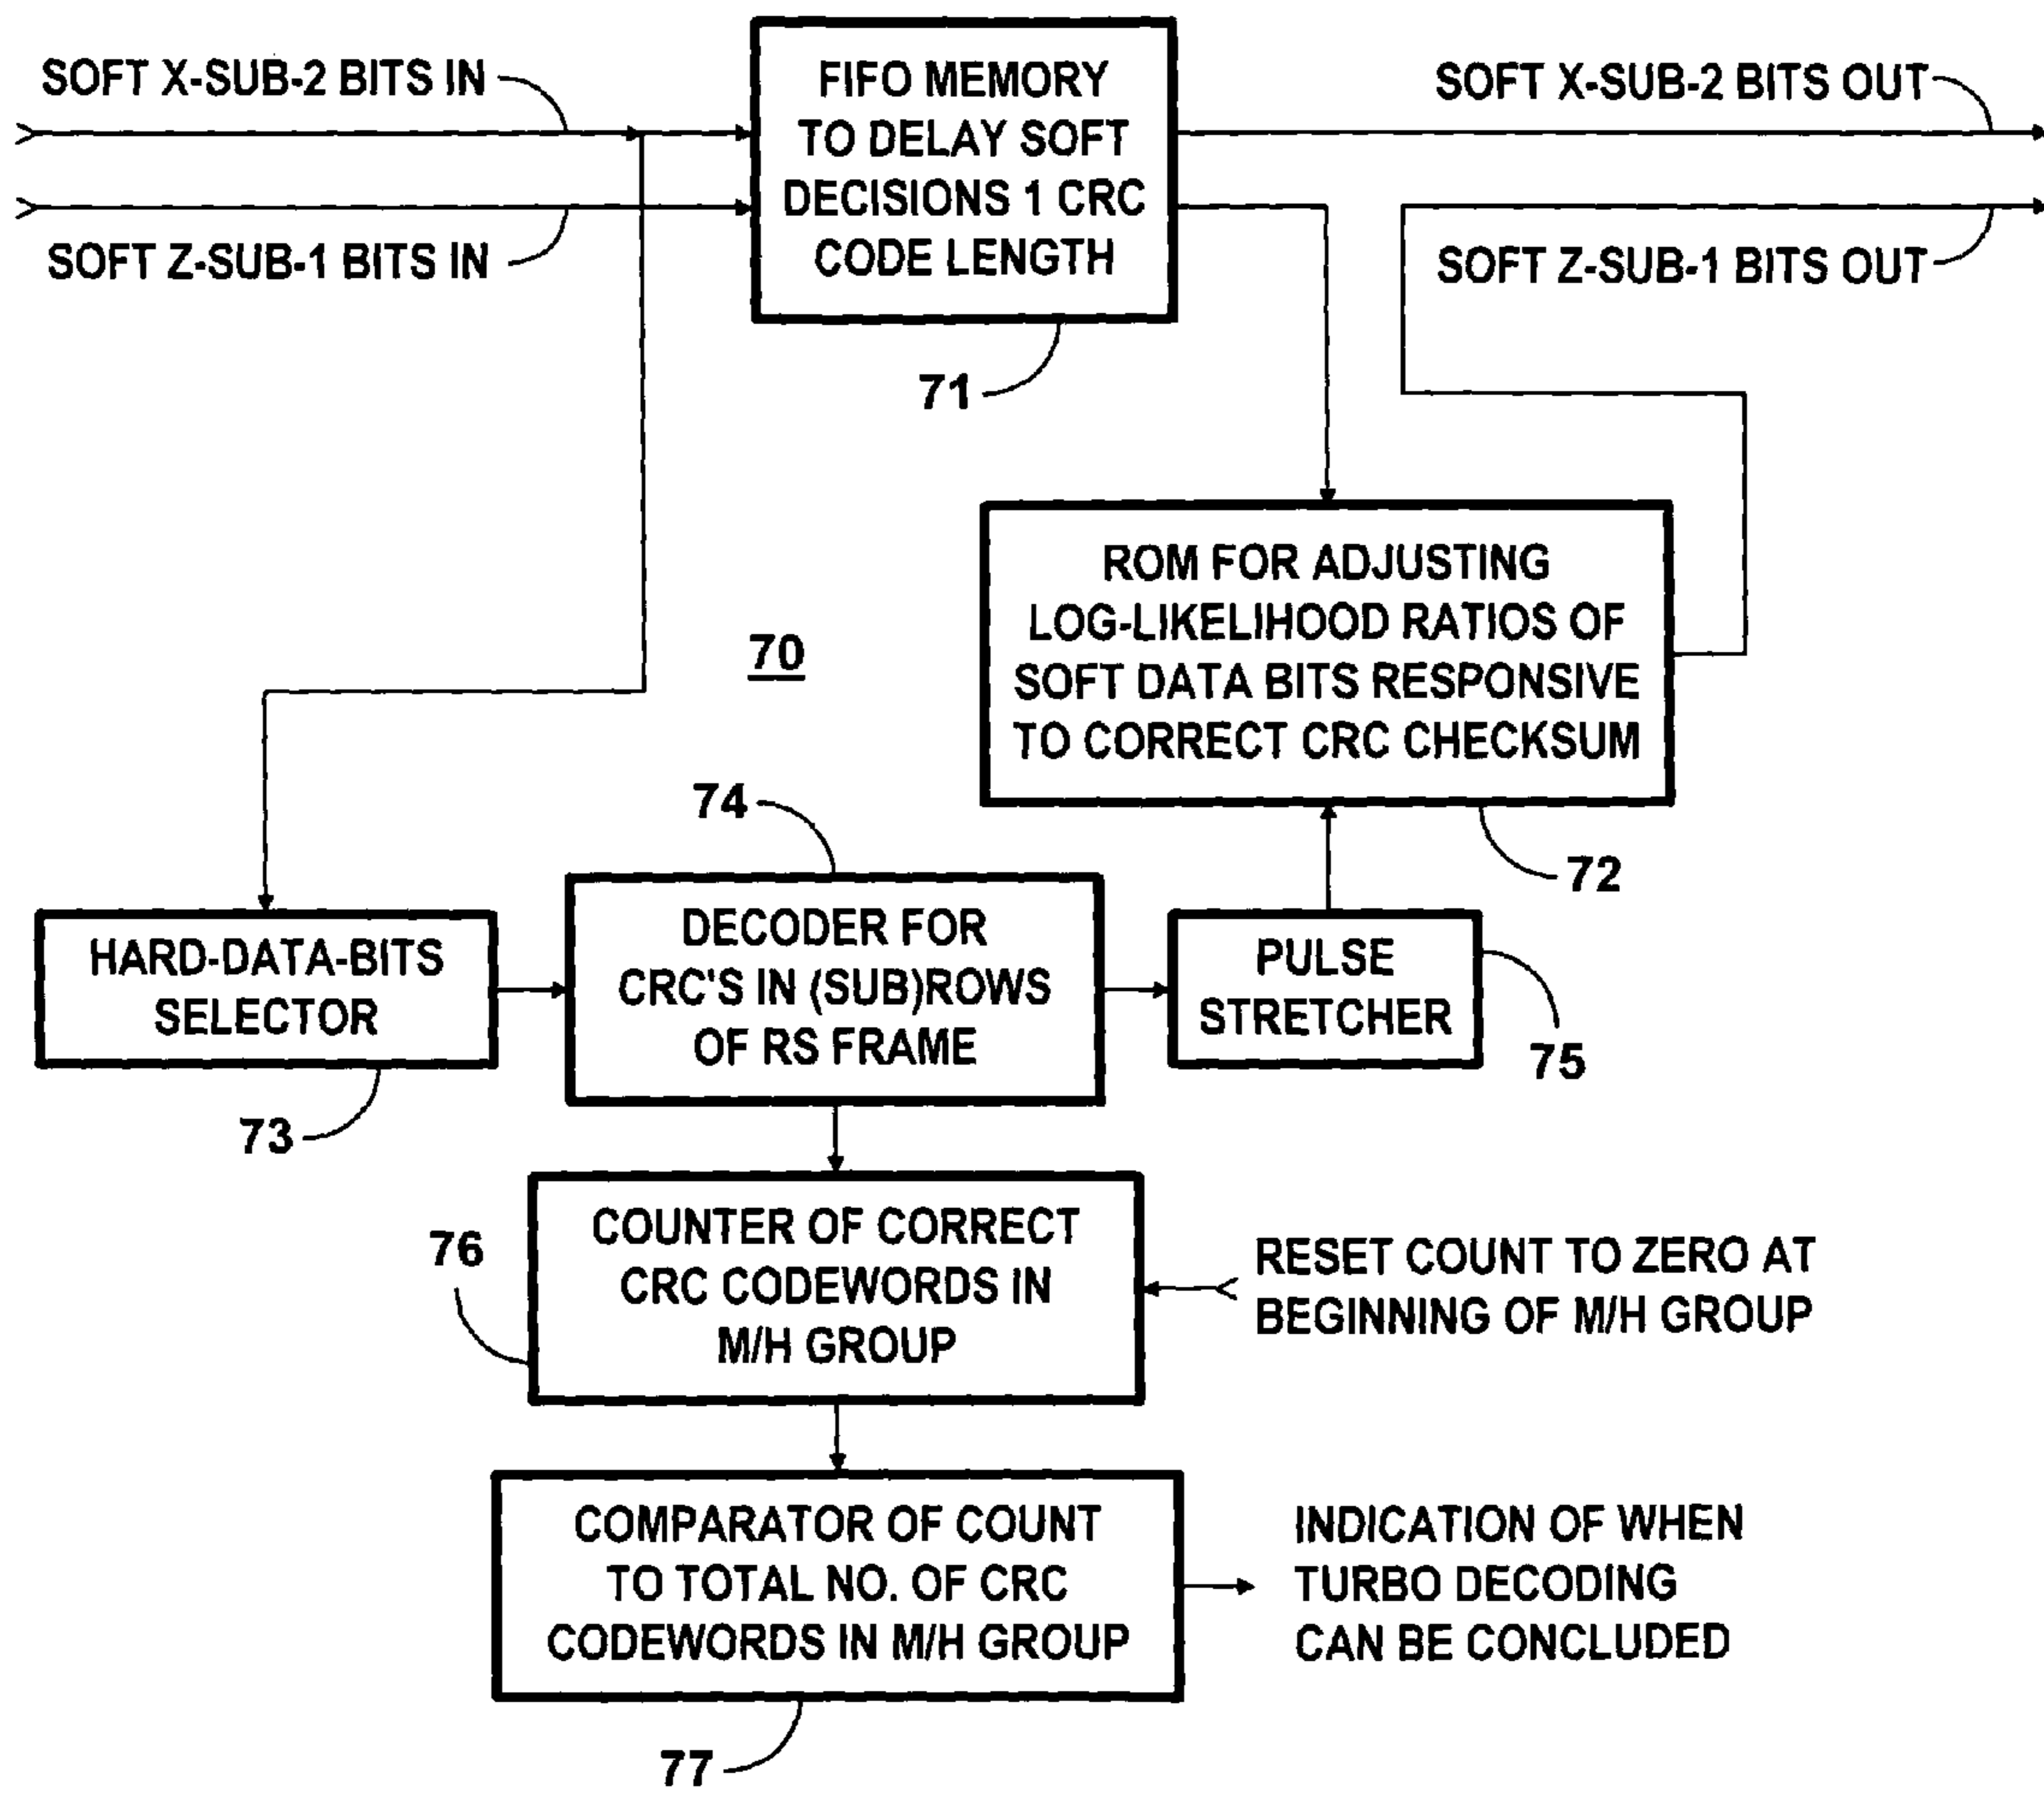 SOFT X-SUB-2 BITS IN
SOFT Z-SUB-1 BITS IN
FIFO MEMORY
TO DELAY SOFT
DECISIONS 1 CRC
CODE LENGTH
71
SOFT X-SUB-2 BITS OUT
SOFT Z-SUB-1 BITS OUT
ROM FOR ADJUSTING
LOG-LIKELIHOOD RATIOS OF
SOFT DATA BITS RESPONSIVE
TO CORRECT CRC CHECKSUM
72
70
HARD-DATA-BITS
SELECTOR
73
74
DECODER FOR
CRC'S IN (SUB)ROWS
OF RS FRAME
PULSE
STRETCHER
75
76
COUNTER OF CORRECT
CRC CODEWORDS IN
M/H GROUP
RESET COUNT TO ZERO AT
BEGINNING OF M/H GROUP
COMPARATOR OF COUNT
TO TOTAL NO. OF CRC
CODEWORDS IN M/H GROUP
77
INDICATION OF WHEN
TURBO DECODING
CAN BE CONCLUDED